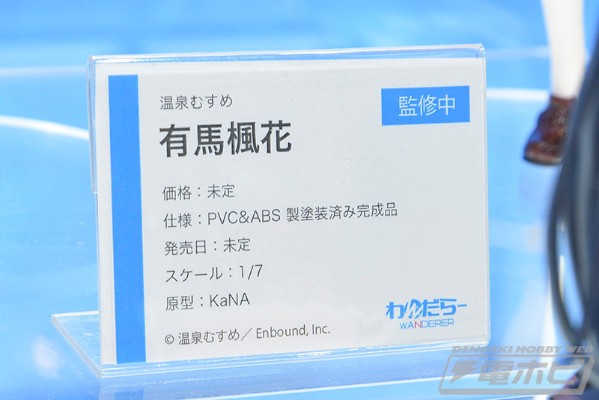 温泉むすめ
監修中
有馬楓花
価格：未定
仕様：PVC&ABS 製塗装済み完成品
発売日：未定
スケール：1/7
原型：KaNA
わんだらー
WANDERER
© 温泉むすめ／Enbound, Inc.
DENGEKI HOBBY WEB
電ホビ